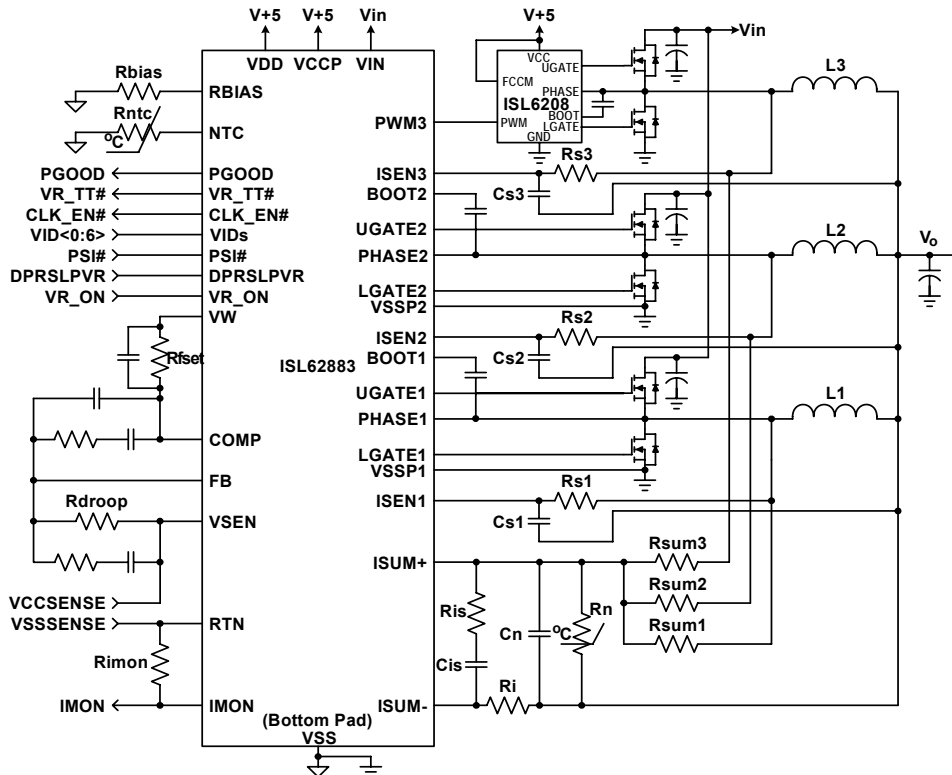 V+5
V+5
Vin
V+5
Vin
VDD
VCCP
VIN
VCC
UGATE
FCCM
PHASE
ISL6208
BOOT
PWM
LGATE
GND
L3
Rbias
RBIAS
Rntc
oC
NTC
PWM3
PGOOD
PGOOD
VR_TT#
VR_TT#
CLK_EN#
CLK_EN#
VID<0:6>
VIDs
PSI#
PSI#
DPRSLPVR
DPRSLPVR
VR_ON
VR_ON
VW
Rfset
ISL62883
ISEN3
Rs3
Cs3
BOOT2
UGATE2
L2
Vo
PHASE2
LGATE2
VSSP2
ISEN2
Rs2
Cs2
BOOT1
UGATE1
L1
PHASE1
LGATE1
VSSP1
ISEN1
Rs1
Cs1
COMP
FB
Rdroop
VSEN
ISUM+
Rsum3
Rsum2
Rsum1
Ris
Cn
oC
Rn
Cis
Ri
VCCSENSE
VSSSENSE
RTN
Rimon
IMON
IMON
ISUM-
(Bottom Pad)
VSS